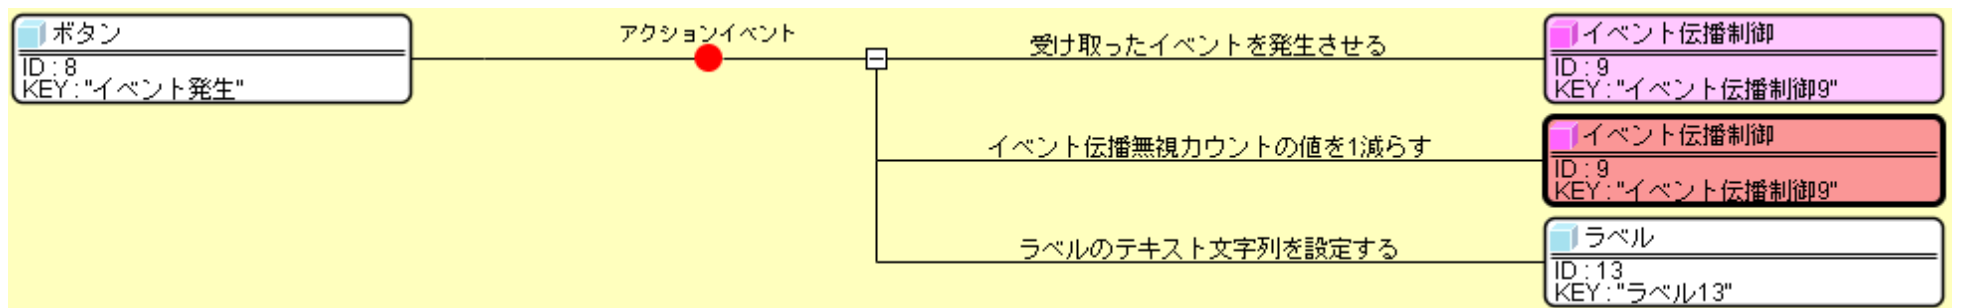 ボタン
ID : 8
KEY : "イベント発生"
アクションイベント
受け取ったイベントを発生させる
イベント伝播制御
ID : 9
KEY : "イベント伝播制御9"
イベント伝播無視カウントの値を1減らす
イベント伝播制御
ID : 9
KEY : "イベント伝播制御9"
ラベルのテキスト文字列を設定する
ラベル
ID : 13
KEY : "ラベル13"